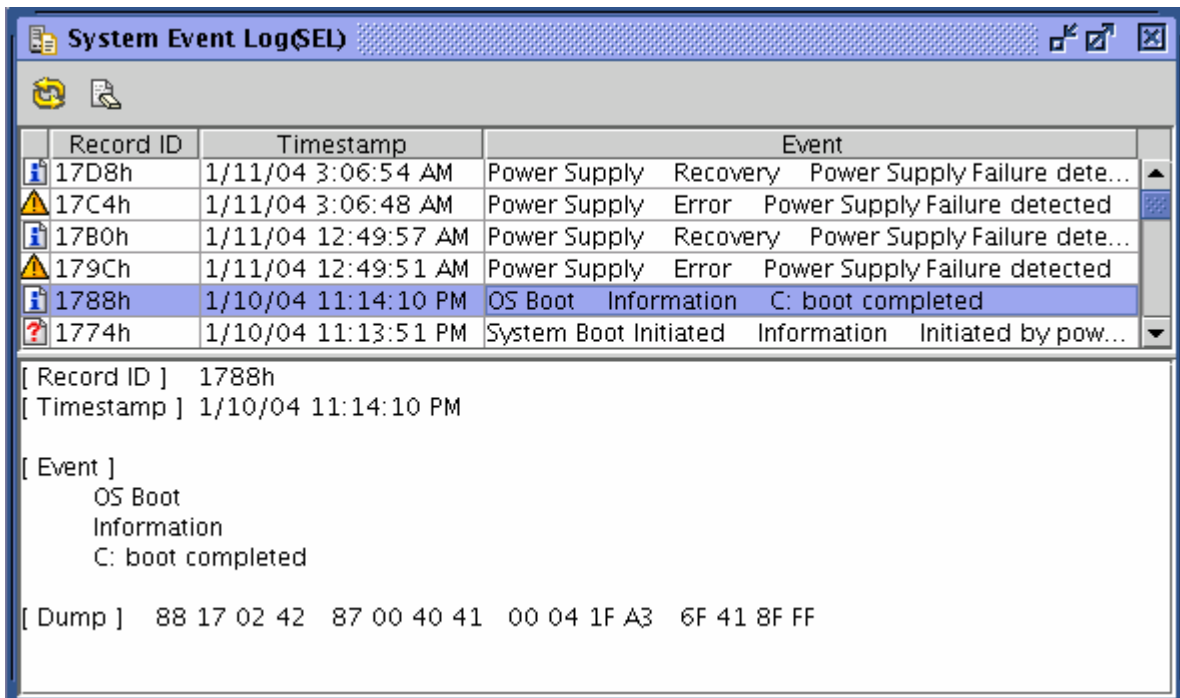 System Event Log(SEL)
Record ID Timestamp Event
17D8h 1/11/04 3:06:54 AM Power Supply Recovery Power Supply Failure dete...
17C4h 1/11/04 3:06:48 AM Power Supply Error Power Supply Failure detected
17B0h 1/11/04 12:49:57 AM Power Supply Recovery Power Supply Failure dete...
179Ch 1/11/04 12:49:51 AM Power Supply Error Power Supply Failure detected
1788h 1/10/04 11:14:10 PM OS Boot Information C: boot completed
1774h 1/10/04 11:13:51 PM System Boot Initiated Information Initiated by pow...
[ Record ID ] 1788h
[ Timestamp ] 1/10/04 11:14:10 PM
[ Event ]
OS Boot
Information
C: boot completed
[ Dump ] 88 17 02 42 87 00 40 41 00 04 1F A3 6F 41 8F FF